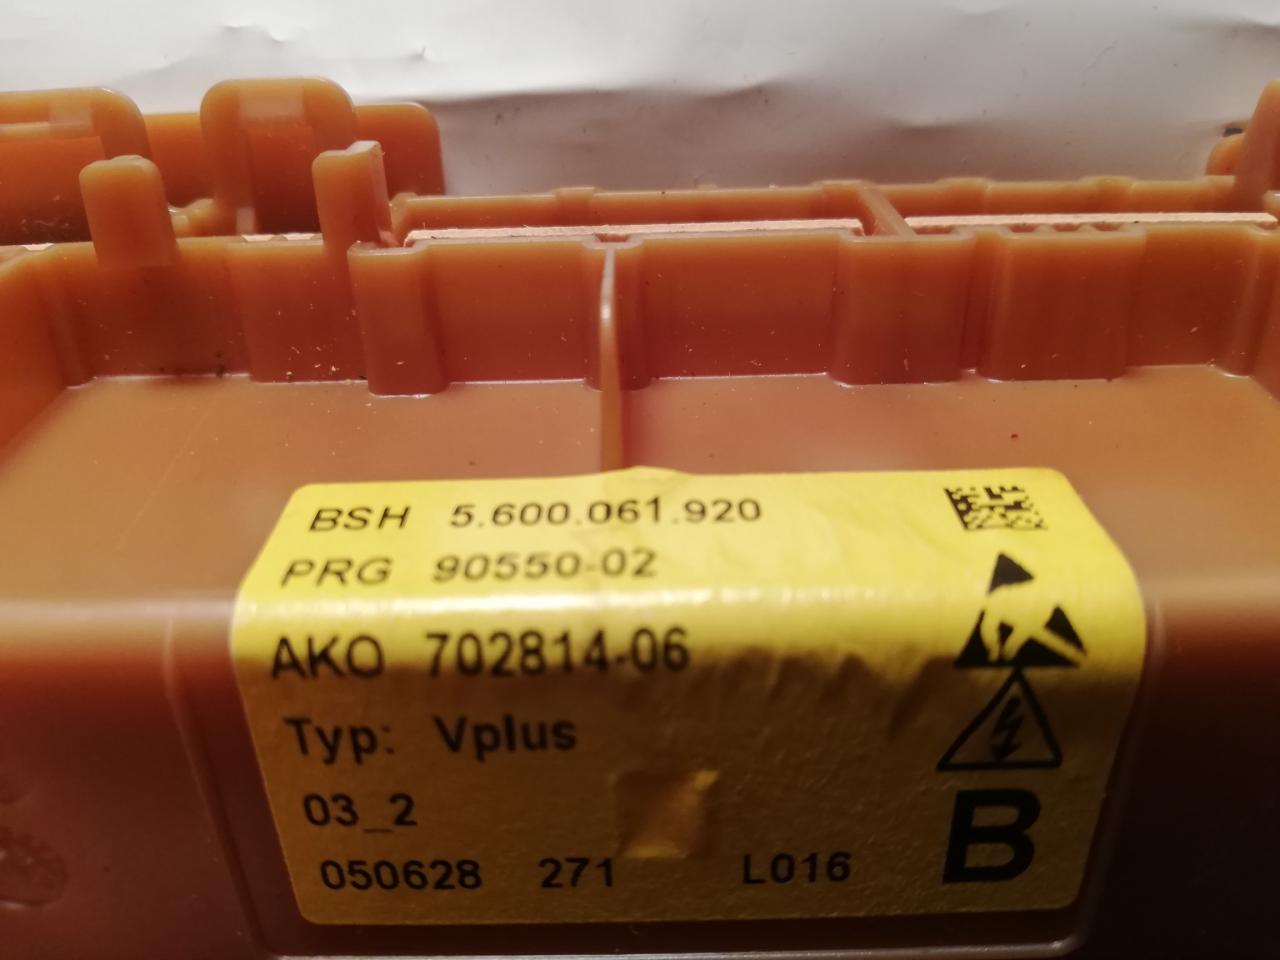 BSH 5.600.061.920
PRG 90550-02
AKO 702814-06
Typ: Vplus
03_2
050628 271 L016
B